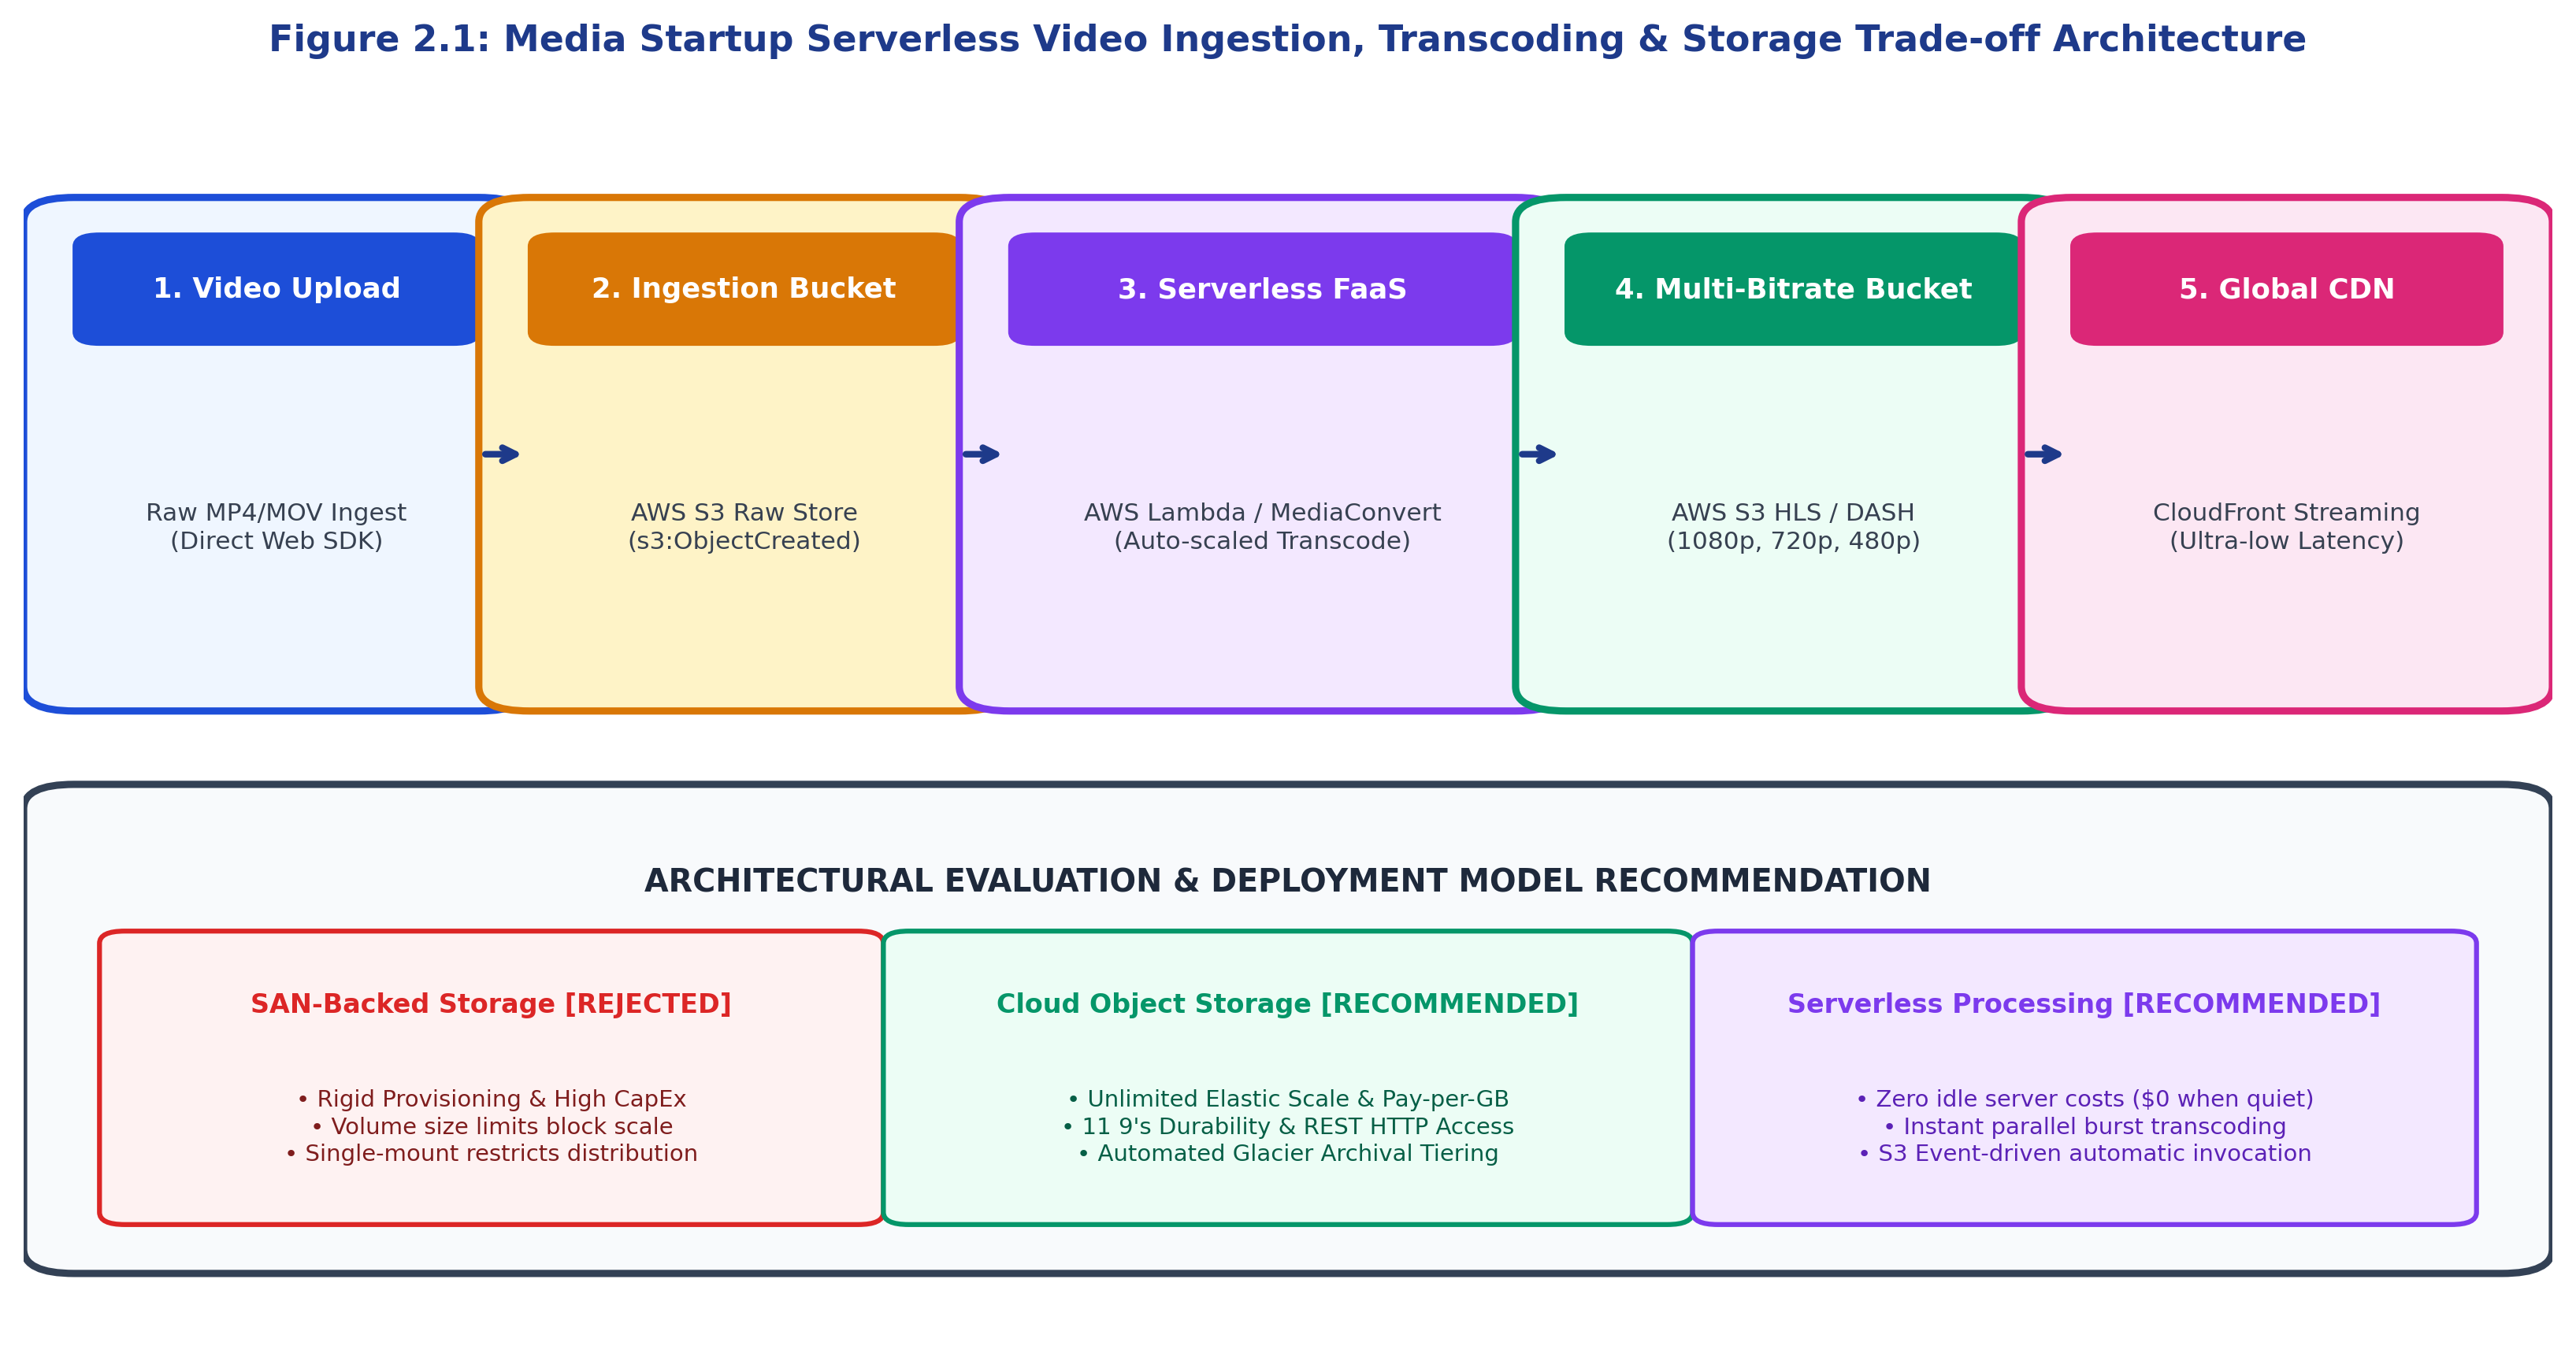 Figure 2.1: Media Startup Serverless Video Ingestion, Transcoding & Storage Trade-off Architecture
1. Video Upload
Raw MP4/MOV Ingest
(Direct Web SDK)
2. Ingestion Bucket
AWS S3 Raw Store
(s3:ObjectCreated)
3. Serverless FaaS
AWS Lambda / MediaConvert
(Auto-scaled Transcode)
4. Multi-Bitrate Bucket
AWS S3 HLS / DASH
(1080p, 720p, 480p)
5. Global CDN
CloudFront Streaming
(Ultra-low Latency)
ARCHITECTURAL EVALUATION & DEPLOYMENT MODEL RECOMMENDATION
SAN-Backed Storage [REJECTED]
• Rigid Provisioning & High CapEx
• Volume size limits block scale
• Single-mount restricts distribution
Cloud Object Storage [RECOMMENDED]
• Unlimited Elastic Scale & Pay-per-GB
• 11 9's Durability & REST HTTP Access
• Automated Glacier Archival Tiering
Serverless Processing [RECOMMENDED]
• Zero idle server costs ($0 when quiet)
• Instant parallel burst transcoding
• S3 Event-driven automatic invocation